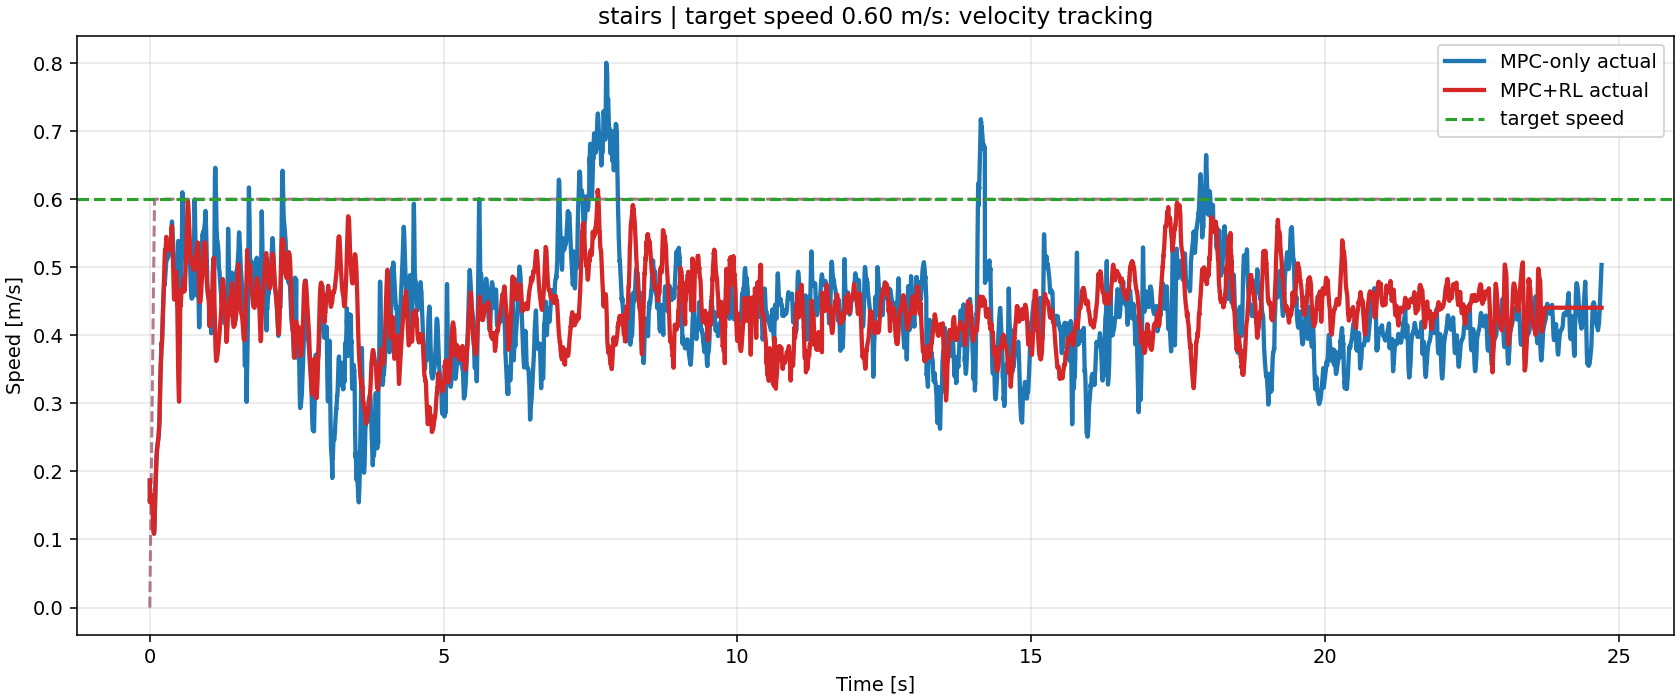 stairs | target speed 0.60 m/s: velocity tracking
MPC-only actual
MPC+RL actual
target speed
Speed [m/s]
0.8
0.7
0.6
0.5
0.4
0.3
0.2
0.1
0.0
0
5
10
15
20
25
Time [s]